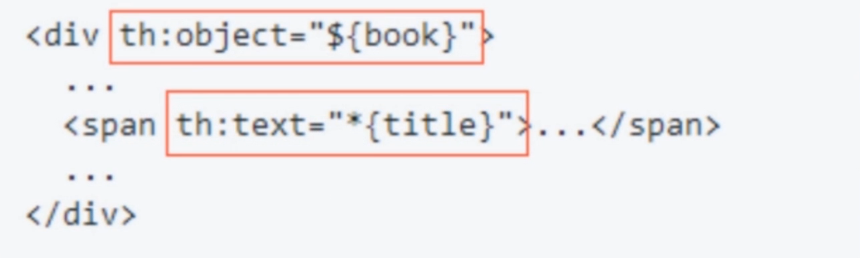 <div th:object="${book}">
...
<span th:text="*{title}">...</span>
...
</div>